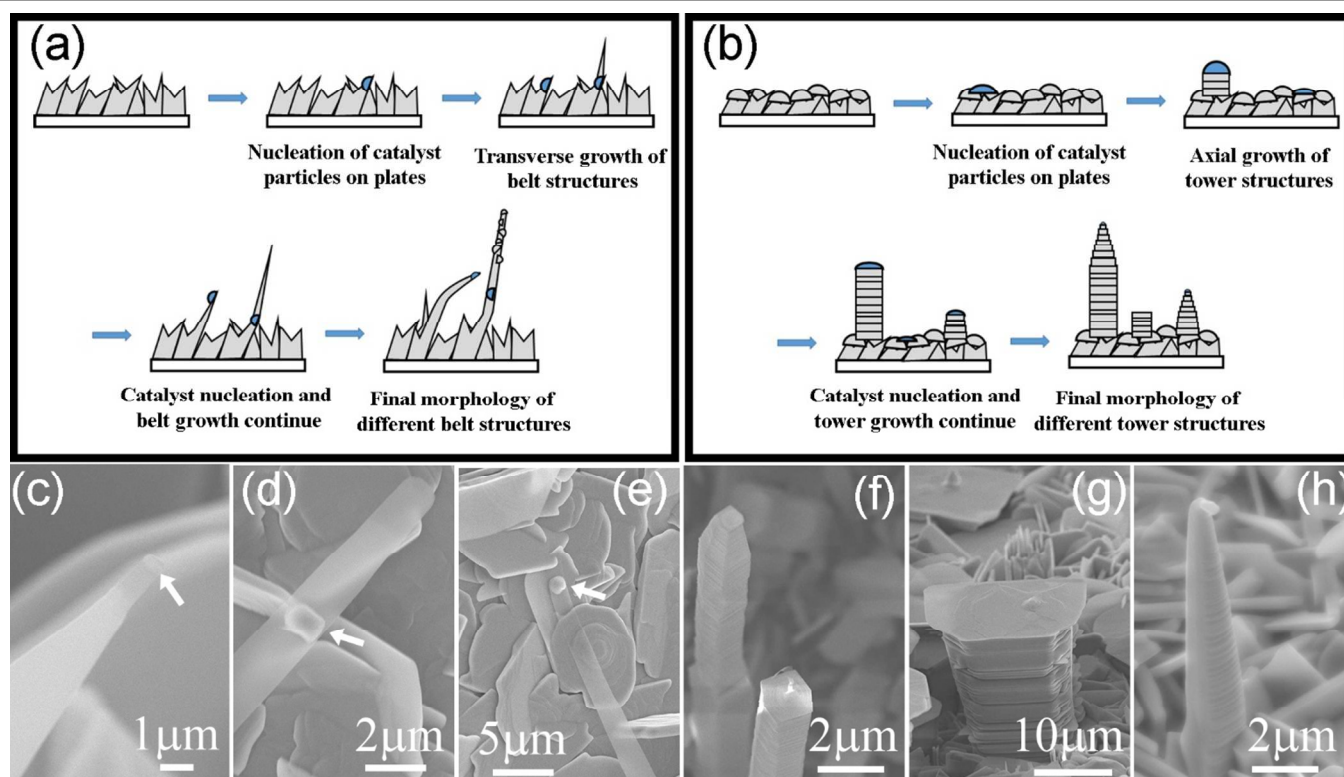 (a)
Nucleation of catalyst
particles on plates
Transverse growth of
belt structures
Catalyst nucleation and
belt growth continue
Final morphology of
different belt structures
(b)
Nucleation of catalyst
particles on plates
Axial growth of
tower structures
Catalyst nucleation and
tower growth continue
Final morphology of
different tower structures
(c)
1μm
(d)
2μm
(e)
5μm
(f)
2μm
(g)
10μm
(h)
2μm